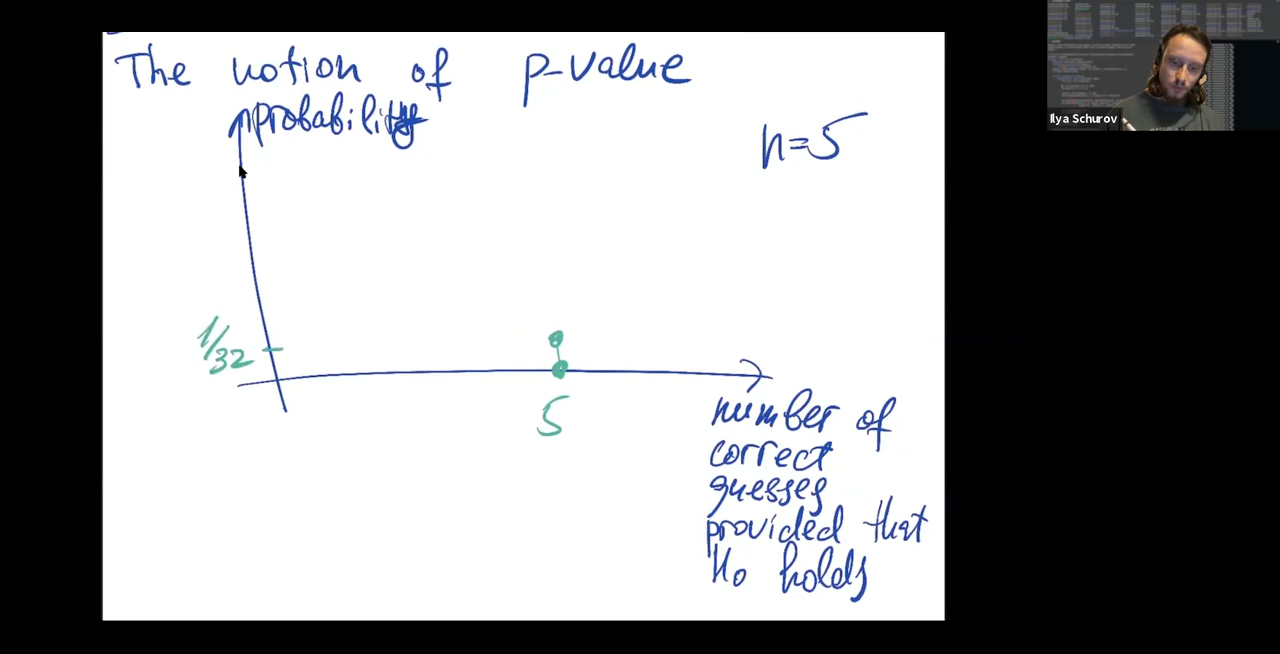 The notion of p-value
probability
n=5
Ilya Schurov
1/32
5
number of
correct
guesses
provided that
H₀ holds